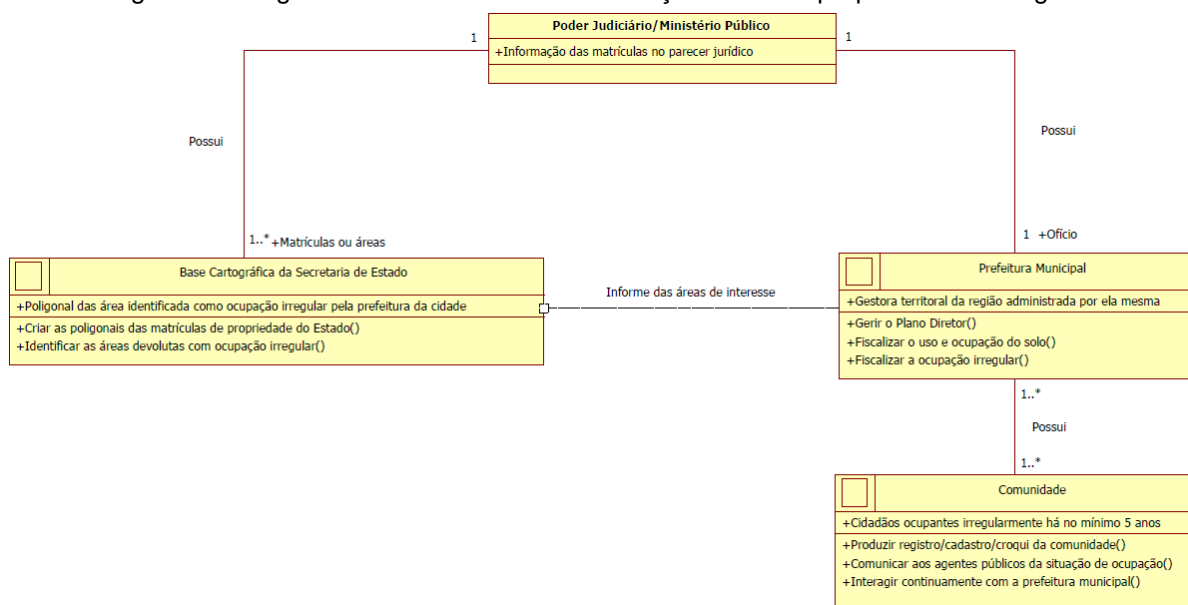 Poder Judiciário/Ministério Público
1
+Informação das matrículas no parecer jurídico
1
Possui
Possui
1..* +Matrículas ou áreas
1 +Ofício
Base Cartográfica da Secretaria de Estado
+Poligonal das área identificada como ocupação irregular pela prefeitura da cidade
+Criar as poligonais das matrículas de propriedade do Estado()
+Identificar as áreas devolutas com ocupação irregular()
Informe das áreas de interesse
Prefeitura Municipal
+Gestora territoral da região administrada por ela mesma
+Gerir o Plano Diretor()
+Fiscalizar o uso e ocupação do solo()
+Fiscalizar a ocupação irregular()
1..*
Possui
1..*
Comunidade
+Cidadãos ocupantes irregularmente há no mínimo 5 anos
+Produzir registro/cadastro/croqui da comunidade()
+Comunicar aos agentes públicos da situação de ocupação()
+Interagir continuamente com a prefeitura municipal()